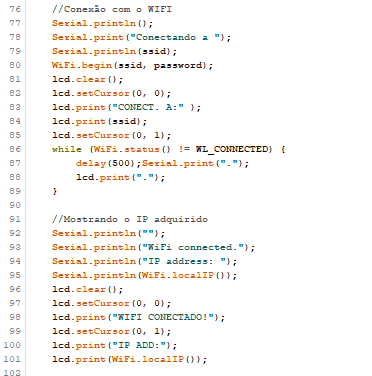 76 //Conexão com o WIFI
77 Serial.println();
78 Serial.print("Conectando a ");
79 Serial.println(ssid);
80 WiFi.begin(ssid, password);
81 lcd.clear();
82 lcd.setCursor(0, 0);
83 lcd.print("CONECT. A:" );
84 lcd.print(ssid);
85 lcd.setCursor(0, 1);
86 while (WiFi.status() != WL_CONNECTED) {
87 delay(500);Serial.print(".");
88 lcd.print(".");
89 }
90
91 //Mostrando o IP adquirido
92 Serial.println("");
93 Serial.println("WiFi connected.");
94 Serial.println("IP address: ");
95 Serial.println(WiFi.localIP());
96 lcd.clear();
97 lcd.setCursor(0, 0);
98 lcd.print("WIFI CONECTADO!");
99 lcd.setCursor(0, 1);
100 lcd.print("IP ADD:");
101 lcd.print(WiFi.localIP());
102